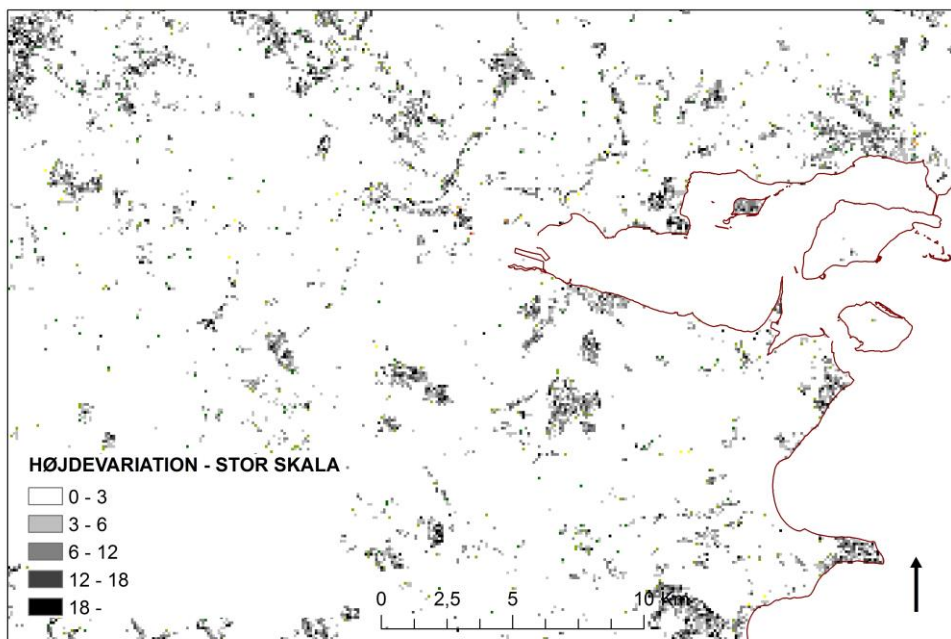 HØJDEVARIATION - STOR SKALA
0 - 3
3 - 6
6 - 12
12 - 18
18 -
0 2,5 5 10 Km